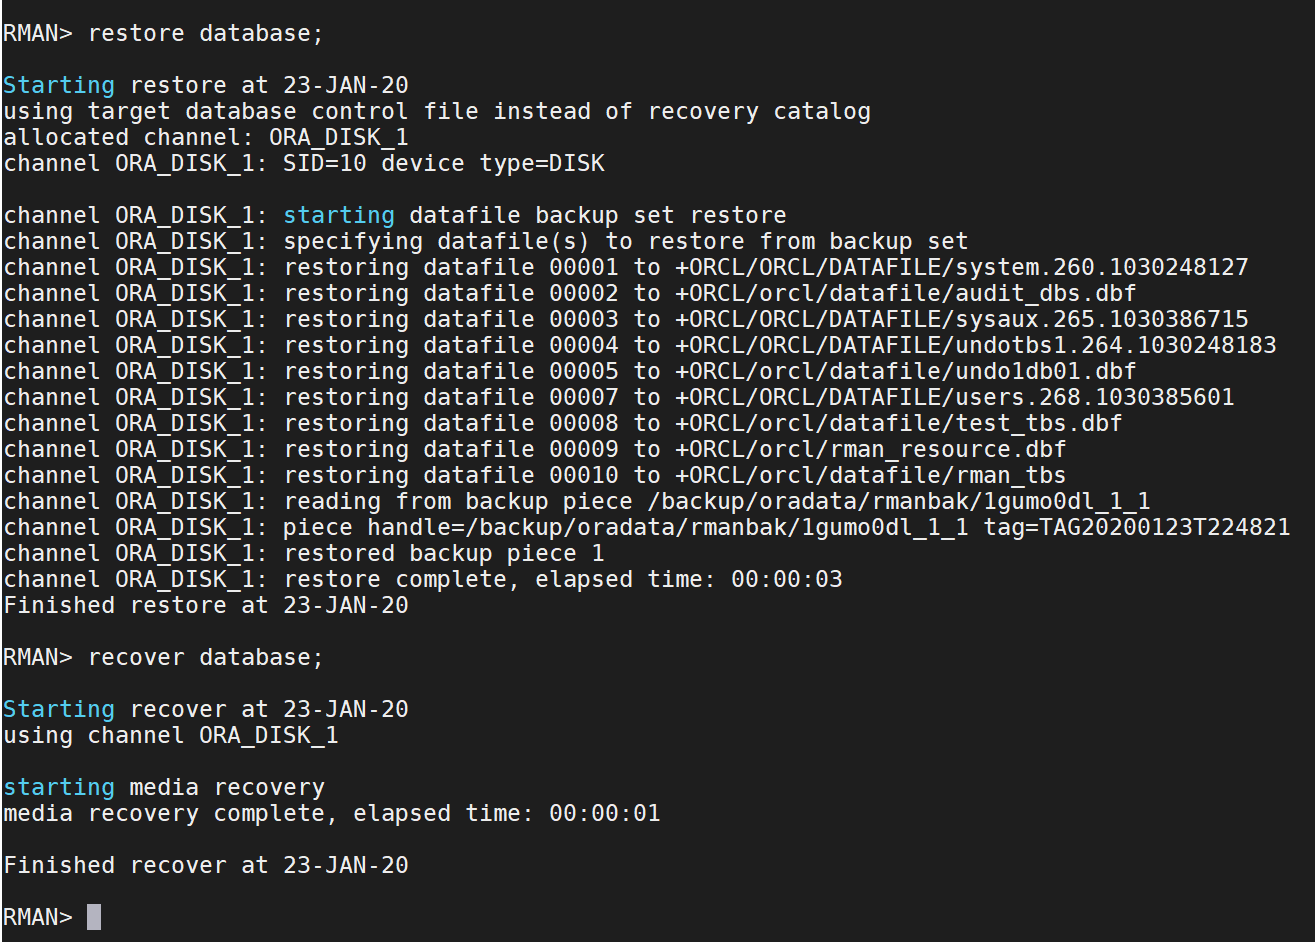 RMAN> restore database;
Starting restore at 23-JAN-20
using target database control file instead of recovery catalog
allocated channel: ORA_DISK_1
channel ORA_DISK_1: SID=10 device type=DISK
channel ORA_DISK_1: starting datafile backup set restore
channel ORA_DISK_1: specifying datafile(s) to restore from backup set
channel ORA_DISK_1: restoring datafile 00001 to +ORCL/ORCL/DATAFILE/system.260.1030248127
channel ORA_DISK_1: restoring datafile 00002 to +ORCL/orcl/datafile/audit_dbs.dbf
channel ORA_DISK_1: restoring datafile 00003 to +ORCL/ORCL/DATAFILE/sysaux.265.1030386715
channel ORA_DISK_1: restoring datafile 00004 to +ORCL/ORCL/DATAFILE/undotbs1.264.1030248183
channel ORA_DISK_1: restoring datafile 00005 to +ORCL/orcl/datafile/undo1db01.dbf
channel ORA_DISK_1: restoring datafile 00007 to +ORCL/ORCL/DATAFILE/users.268.1030385601
channel ORA_DISK_1: restoring datafile 00008 to +ORCL/orcl/datafile/test_tbs.dbf
channel ORA_DISK_1: restoring datafile 00009 to +ORCL/orcl/rman_resource.dbf
channel ORA_DISK_1: restoring datafile 00010 to +ORCL/orcl/datafile/rman_tbs
channel ORA_DISK_1: reading from backup piece /backup/oradata/rmanbak/1gumo0dl_1_1
channel ORA_DISK_1: piece handle=/backup/oradata/rmanbak/1gumo0dl_1_1 tag=TAG20200123T224821
channel ORA_DISK_1: restored backup piece 1
channel ORA_DISK_1: restore complete, elapsed time: 00:00:03
Finished restore at 23-JAN-20
RMAN> recover database;
Starting recover at 23-JAN-20
using channel ORA_DISK_1
starting media recovery
media recovery complete, elapsed time: 00:00:01
Finished recover at 23-JAN-20
RMAN>